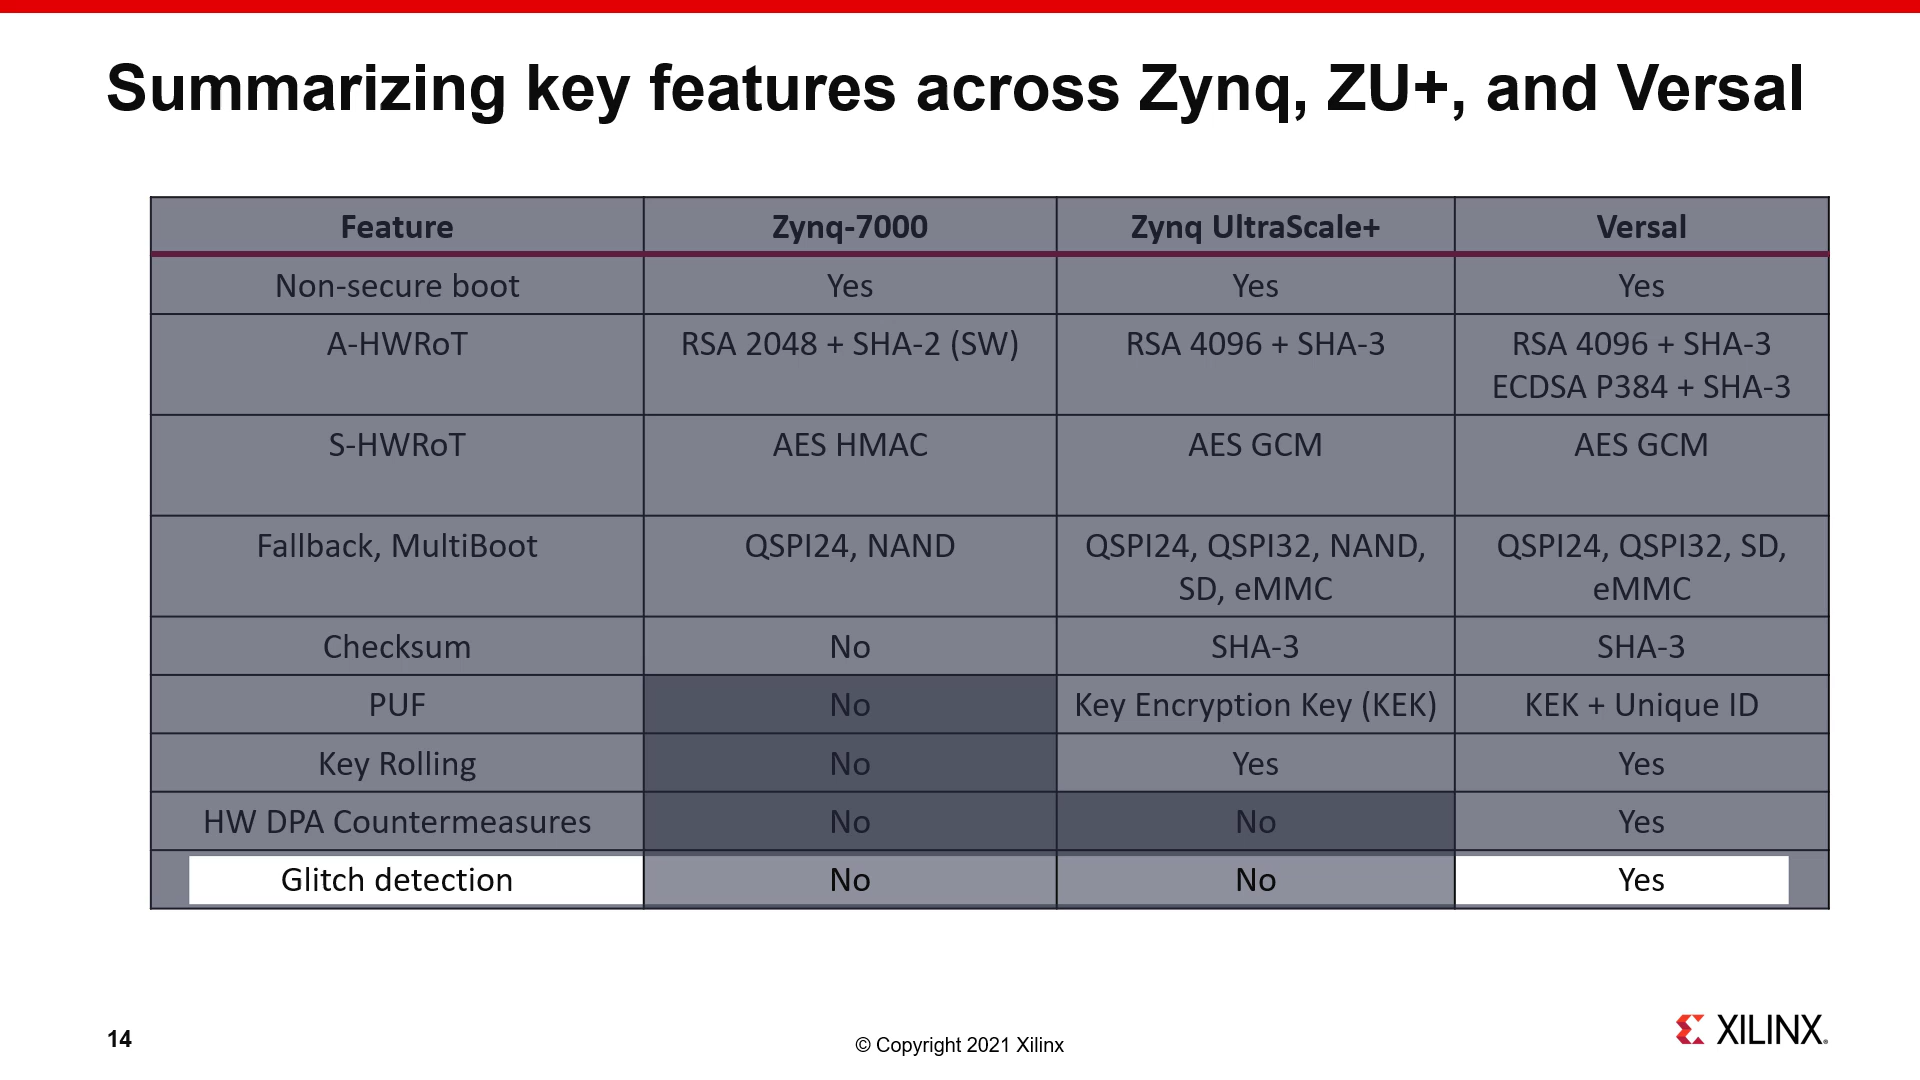 Summarizing key features across Zynq, ZU+, and Versal
Feature Zynq-7000 Zynq UltraScale+ Versal
Non-secure boot Yes Yes Yes
A-HWRoT RSA 2048 + SHA-2 (SW) RSA 4096 + SHA-3 RSA 4096 + SHA-3
ECDSA P384 + SHA-3
S-HWRoT AES HMAC AES GCM AES GCM
Fallback, MultiBoot QSPI24, NAND QSPI24, QSPI32, NAND, QSPI24, QSPI32, SD,
SD, eMMC eMMC
Checksum No SHA-3 SHA-3
PUF No Key Encryption Key (KEK) KEK + Unique ID
Key Rolling No Yes Yes
HW DPA Countermeasures No No Yes
Glitch detection No No Yes
14
© Copyright 2021 Xilinx
XILINX.